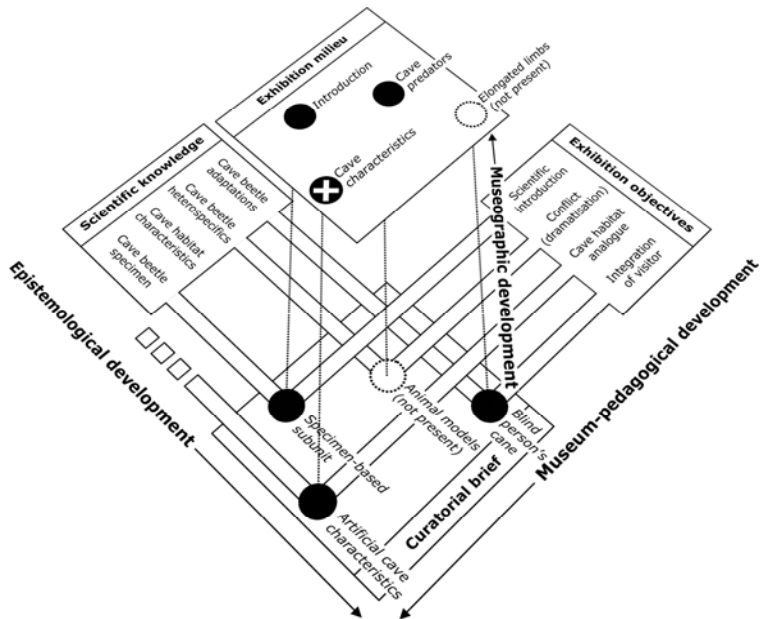 Exhibition milieu
Introduction
Cave
predators
Elongated limbs
(not present)
Cave
characteristics
Scientific knowledge
Cave beetle
adaptations
Cave beetle
heterospecifics
Cave habitat
characteristics
Cave beetle
specimen
Exhibition objectives
Scientific
introduction
Conflict
(dramatisation)
Cave habitat
analogue
Integration
of visitor
Museographic development
Epistemological development
Museum-pedagogical development
Specimen-based
subunit
Animal models
(not present)
Blind
person's
cane
Artificial cave
characteristics
Curatorial brief